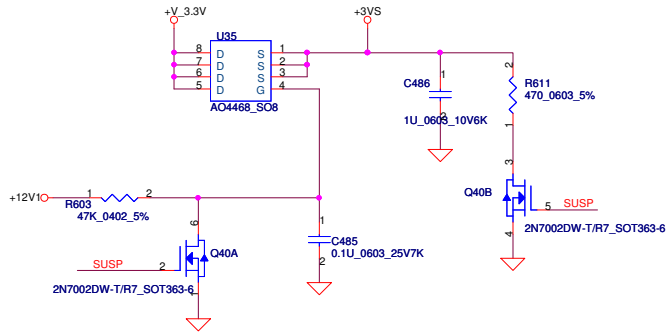 +V_3.3V
+3VS
U35
8 D S 1
7 D S 2
6 D S 3
5 D G 4
AO4468_SO8
C486
1
2
1U_0603_10V6K
2
R611
470_0603_5%
1
+12V1
1
2
R603
47K_0402_5%
3
Q40B
SUSP
5
4
2N7002DW-T/R7_SOT363-6
6
Q40A
SUSP
2
1
2N7002DW-T/R7_SOT363-6
1
C485
0.1U_0603_25V7K
2